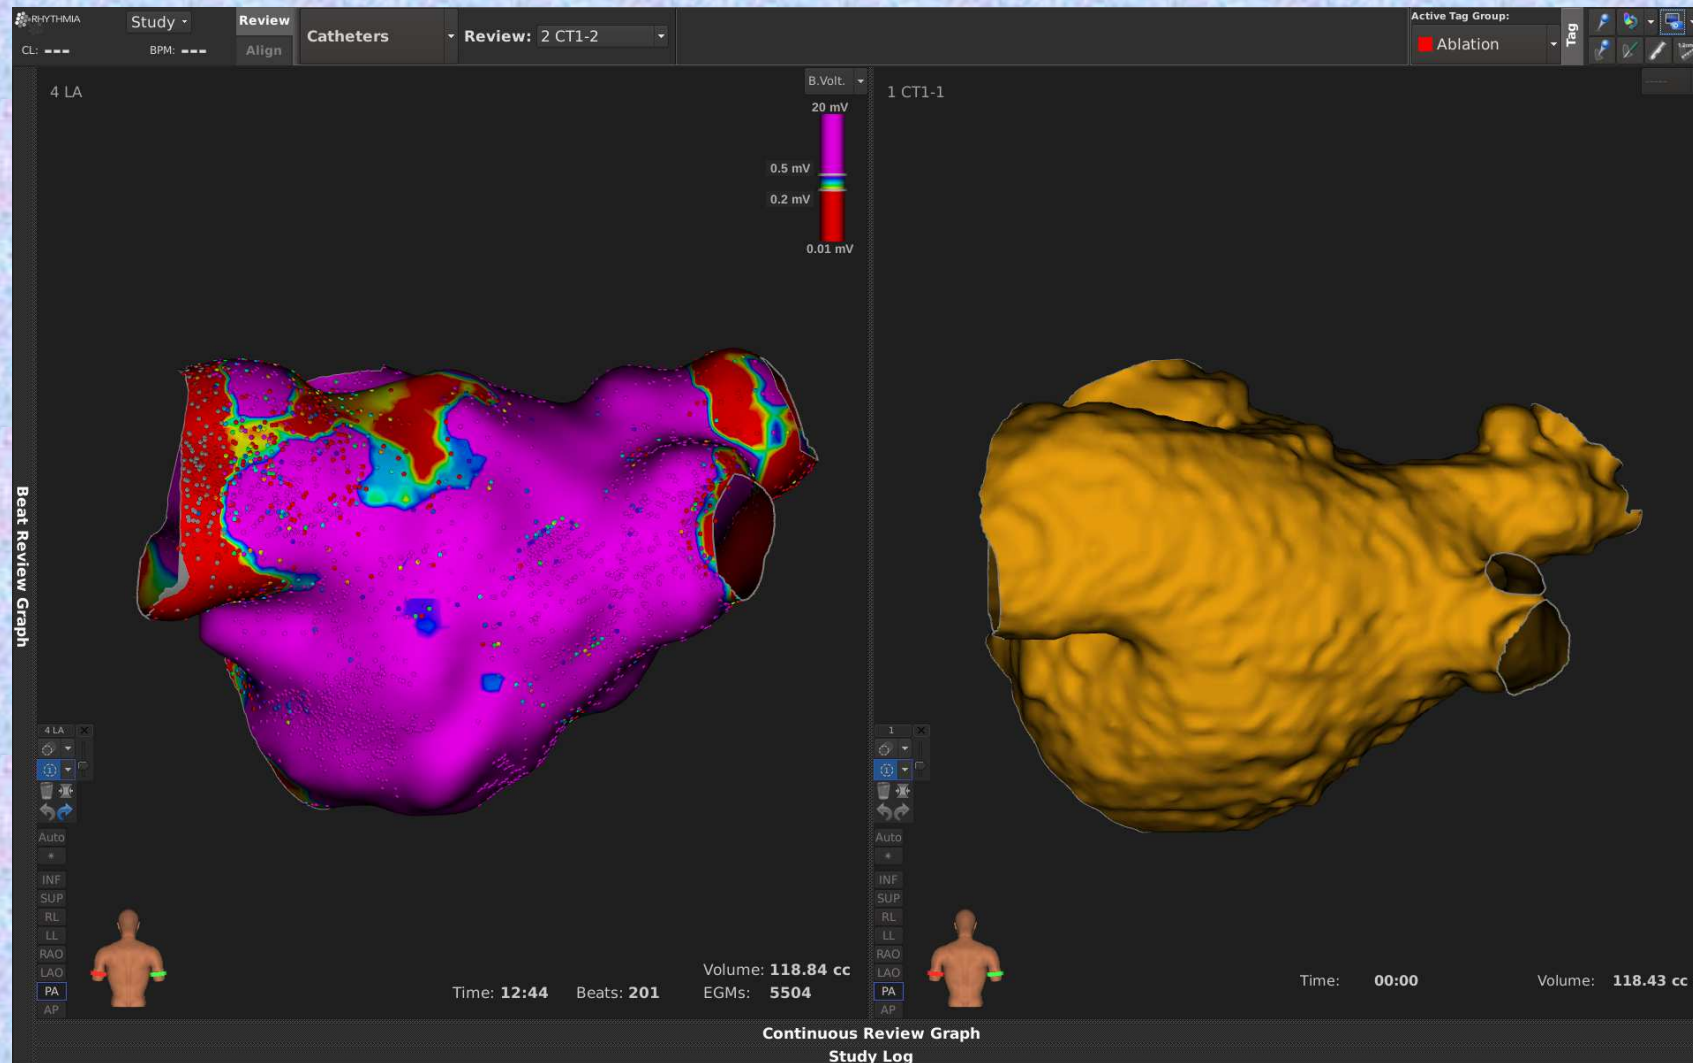 RHYTHMIA
Study
Review
Align
CL: ---
BPM: ---
Catheters
Review: 2 CT1-2
Active Tag Group:
Ablation
Tag
4 LA
B.Volt.
20 mV
0.5 mV
0.2 mV
0.01 mV
1 CT1-1
-----
Beat Review Graph
4 LA
Auto
*
INF
SUP
RL
LL
RAO
LAO
PA
AP
Volume: 118.84 cc
Time: 12:44 Beats: 201 EGMs: 5504
1
Auto
*
INF
SUP
RL
LL
RAO
LAO
PA
AP
Time: 00:00 Volume: 118.43 cc
Continuous Review Graph
Study Log